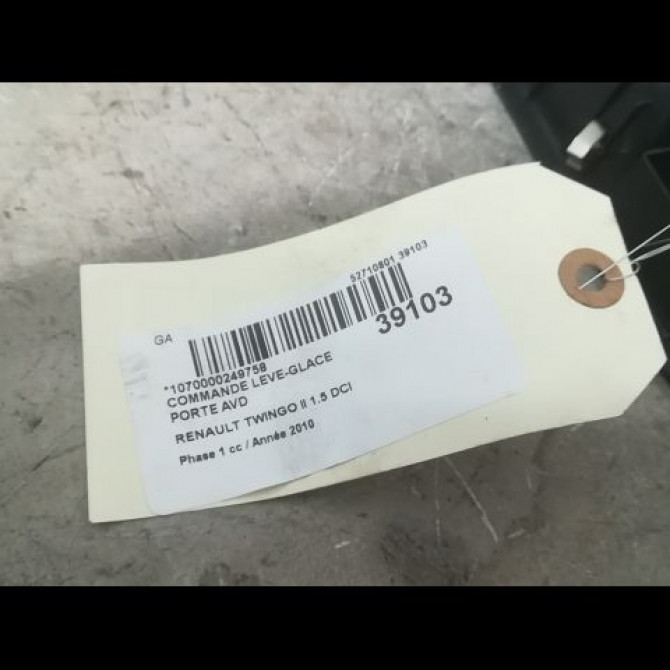 52710801 39103
GA
39103
*1070000249758
COMMANDE LEVE-GLACE
PORTE AVD
RENAULT TWINGO II 1.5 DCI
Phase 1 cc / Année 2010